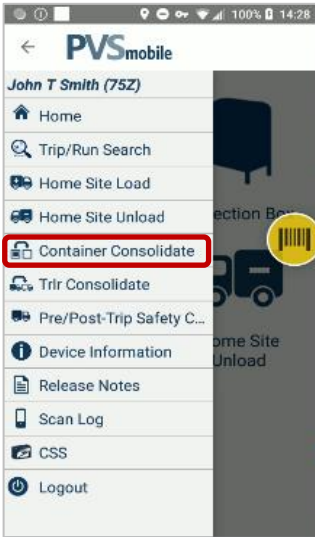 100% 14:28
PVSmobile
John T Smith (75Z)
Home
Trip/Run Search
Home Site Load
Home Site Unload
ection Box
Container Consolidate
Trlr Consolidate
Pre/Post-Trip Safety C...
ome Site
Device Information
Unload
Release Notes
Scan Log
CSS
Logout